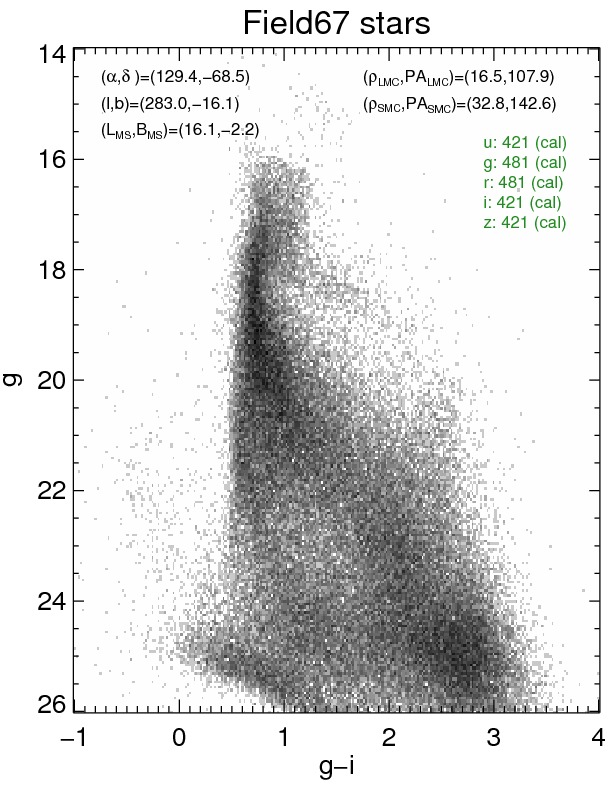 Field67 stars
(α,δ)=(129.4,−68.5)
(ρLMC,PALMC)=(16.5,107.9)
(l,b)=(283.0,−16.1)
(ρSMC,PASMC)=(32.8,142.6)
(LMS,BMS)=(16.1,−2.2)
u: 421 (cal)
g: 481 (cal)
r: 481 (cal)
i: 421 (cal)
z: 421 (cal)
14
16
18
20
22
24
26
g
−1 0 1 2 3 4
g−i